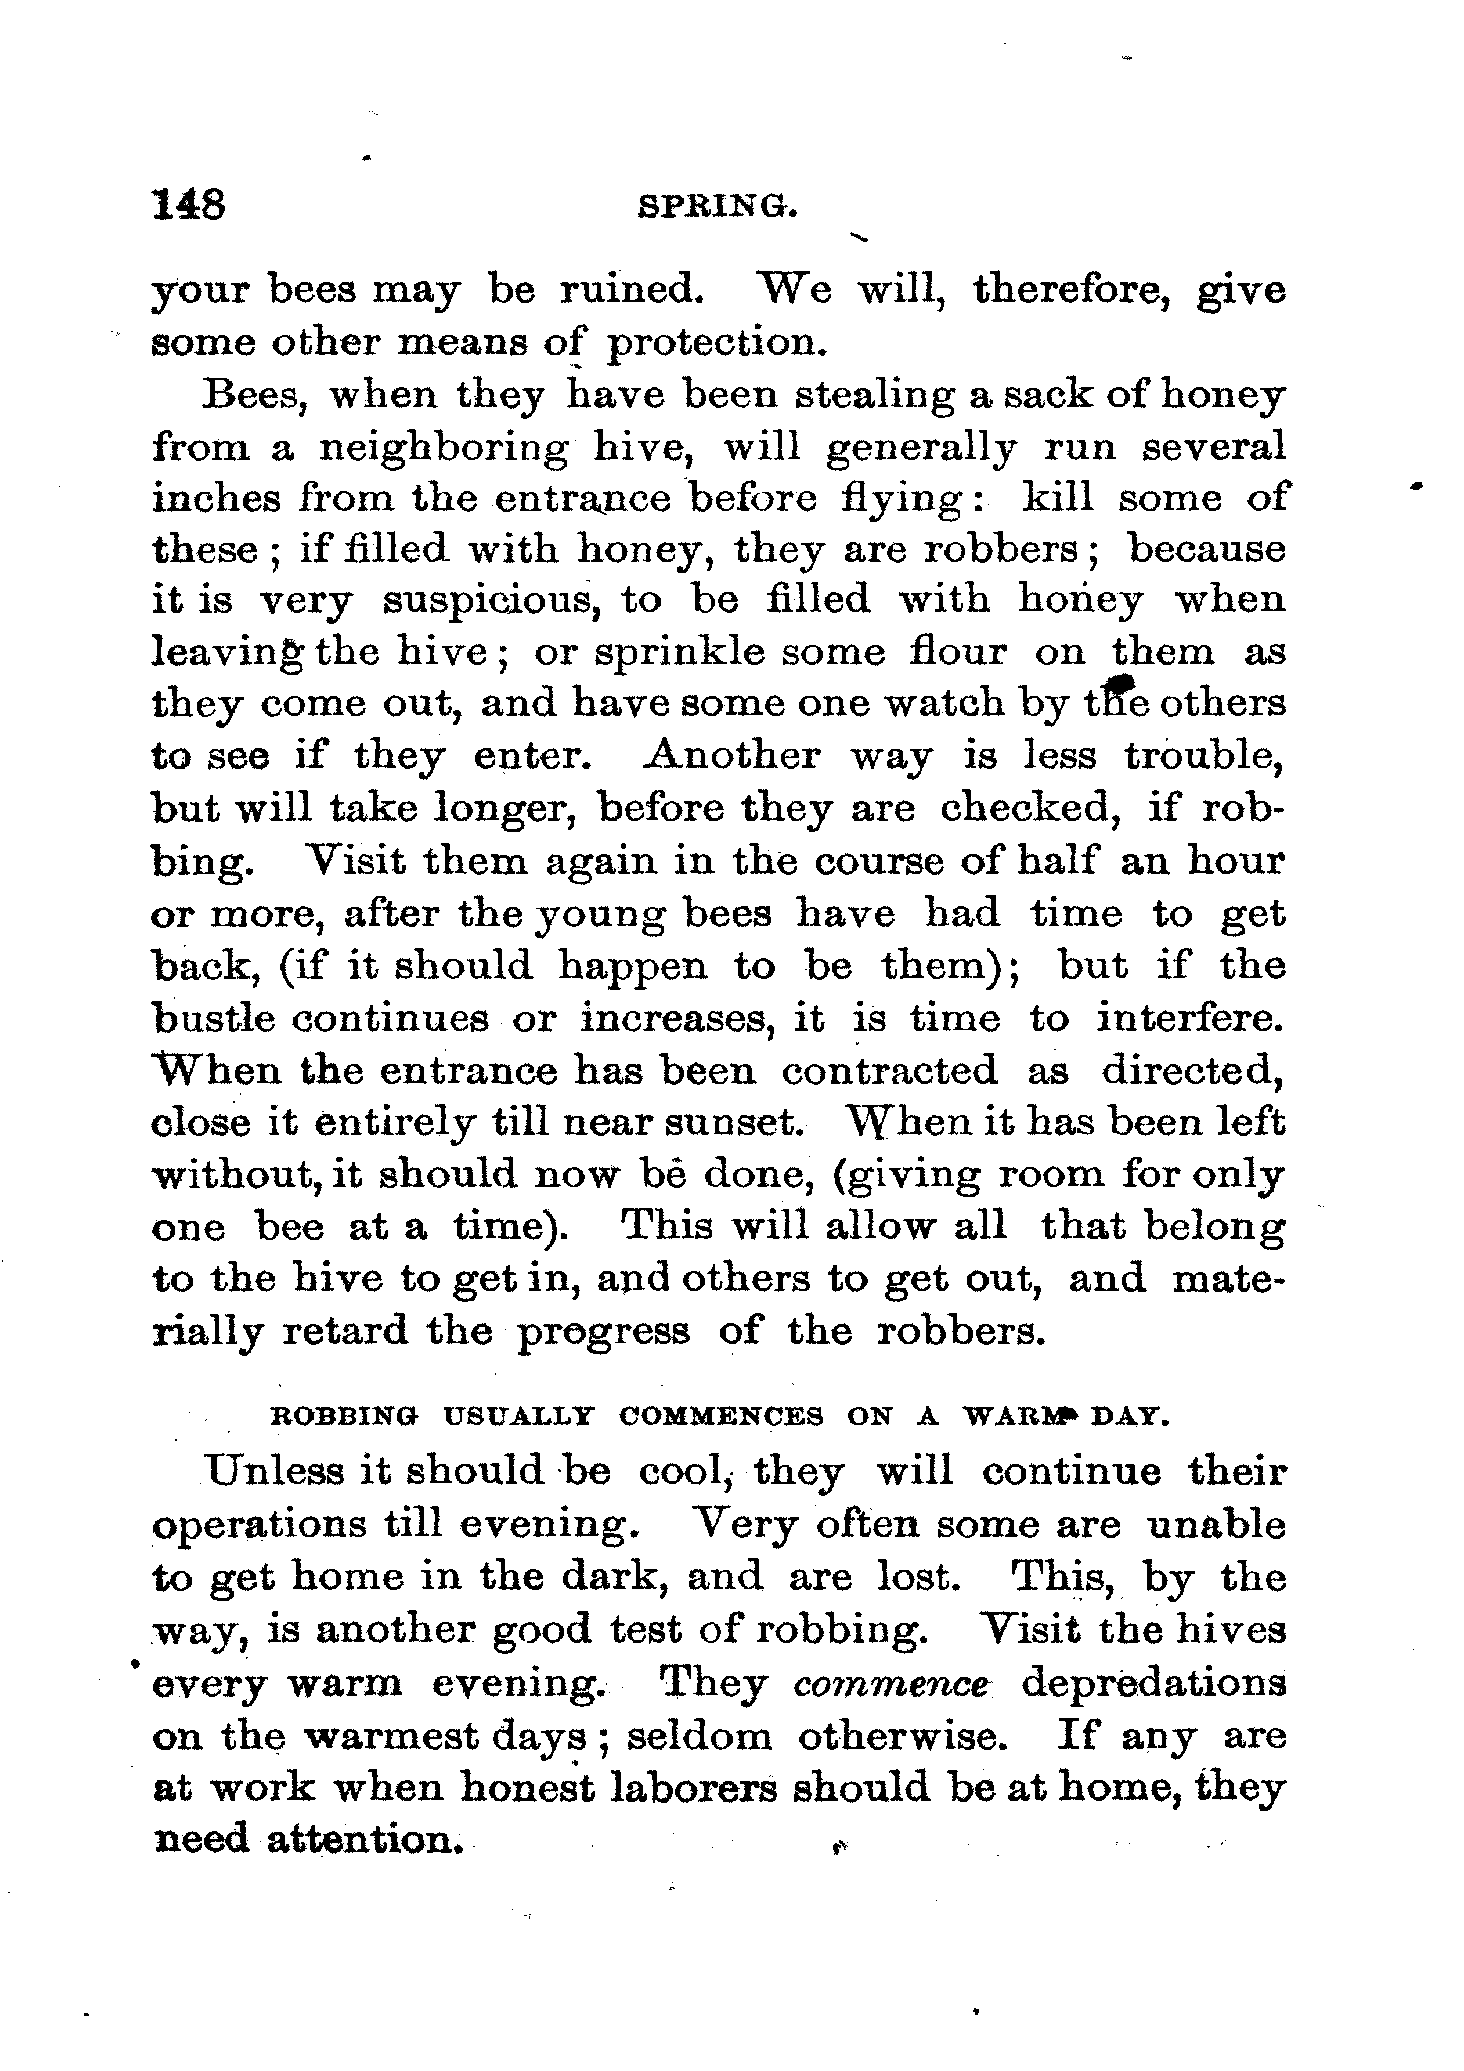 148 SPRING.
your bees may be ruined. We will, therefore, give
some other means of protection.
Bees, when they have been stealing a sack of honey
from a neighboring hive, will generally run several
inches from the entrance before flying: kill some of
these; if filled with honey, they are robbers; because
it is very suspicious, to be filled with honey when
leaving the hive; or sprinkle some flour on them as
they come out, and have some one watch by the others
to see if they enter. Another way is less trouble,
but will take longer, before they are checked, if rob-
bing. Visit them again in the course of half an hour
or more, after the young bees have had time to get
back, (if it should happen to be them); but if the
bustle continues or increases, it is time to interfere.
When the entrance has been contracted as directed,
close it entirely till near sunset. When it has been left
without, it should now be done, (giving room for only
one bee at a time). This will allow all that belong
to the hive to get in, and others to get out, and mate-
rially retard the progress of the robbers.
ROBBING USUALLY COMMENCES ON A WARM DAY.
Unless it should be cool, they will continue their
operations till evening. Very often some are unable
to get home in the dark, and are lost. This, by the
way, is another good test of robbing. Visit the hives
every warm evening. They commence depredations
on the warmest days; seldom otherwise. If any are
at work when honest laborers should be at home, they
need attention.